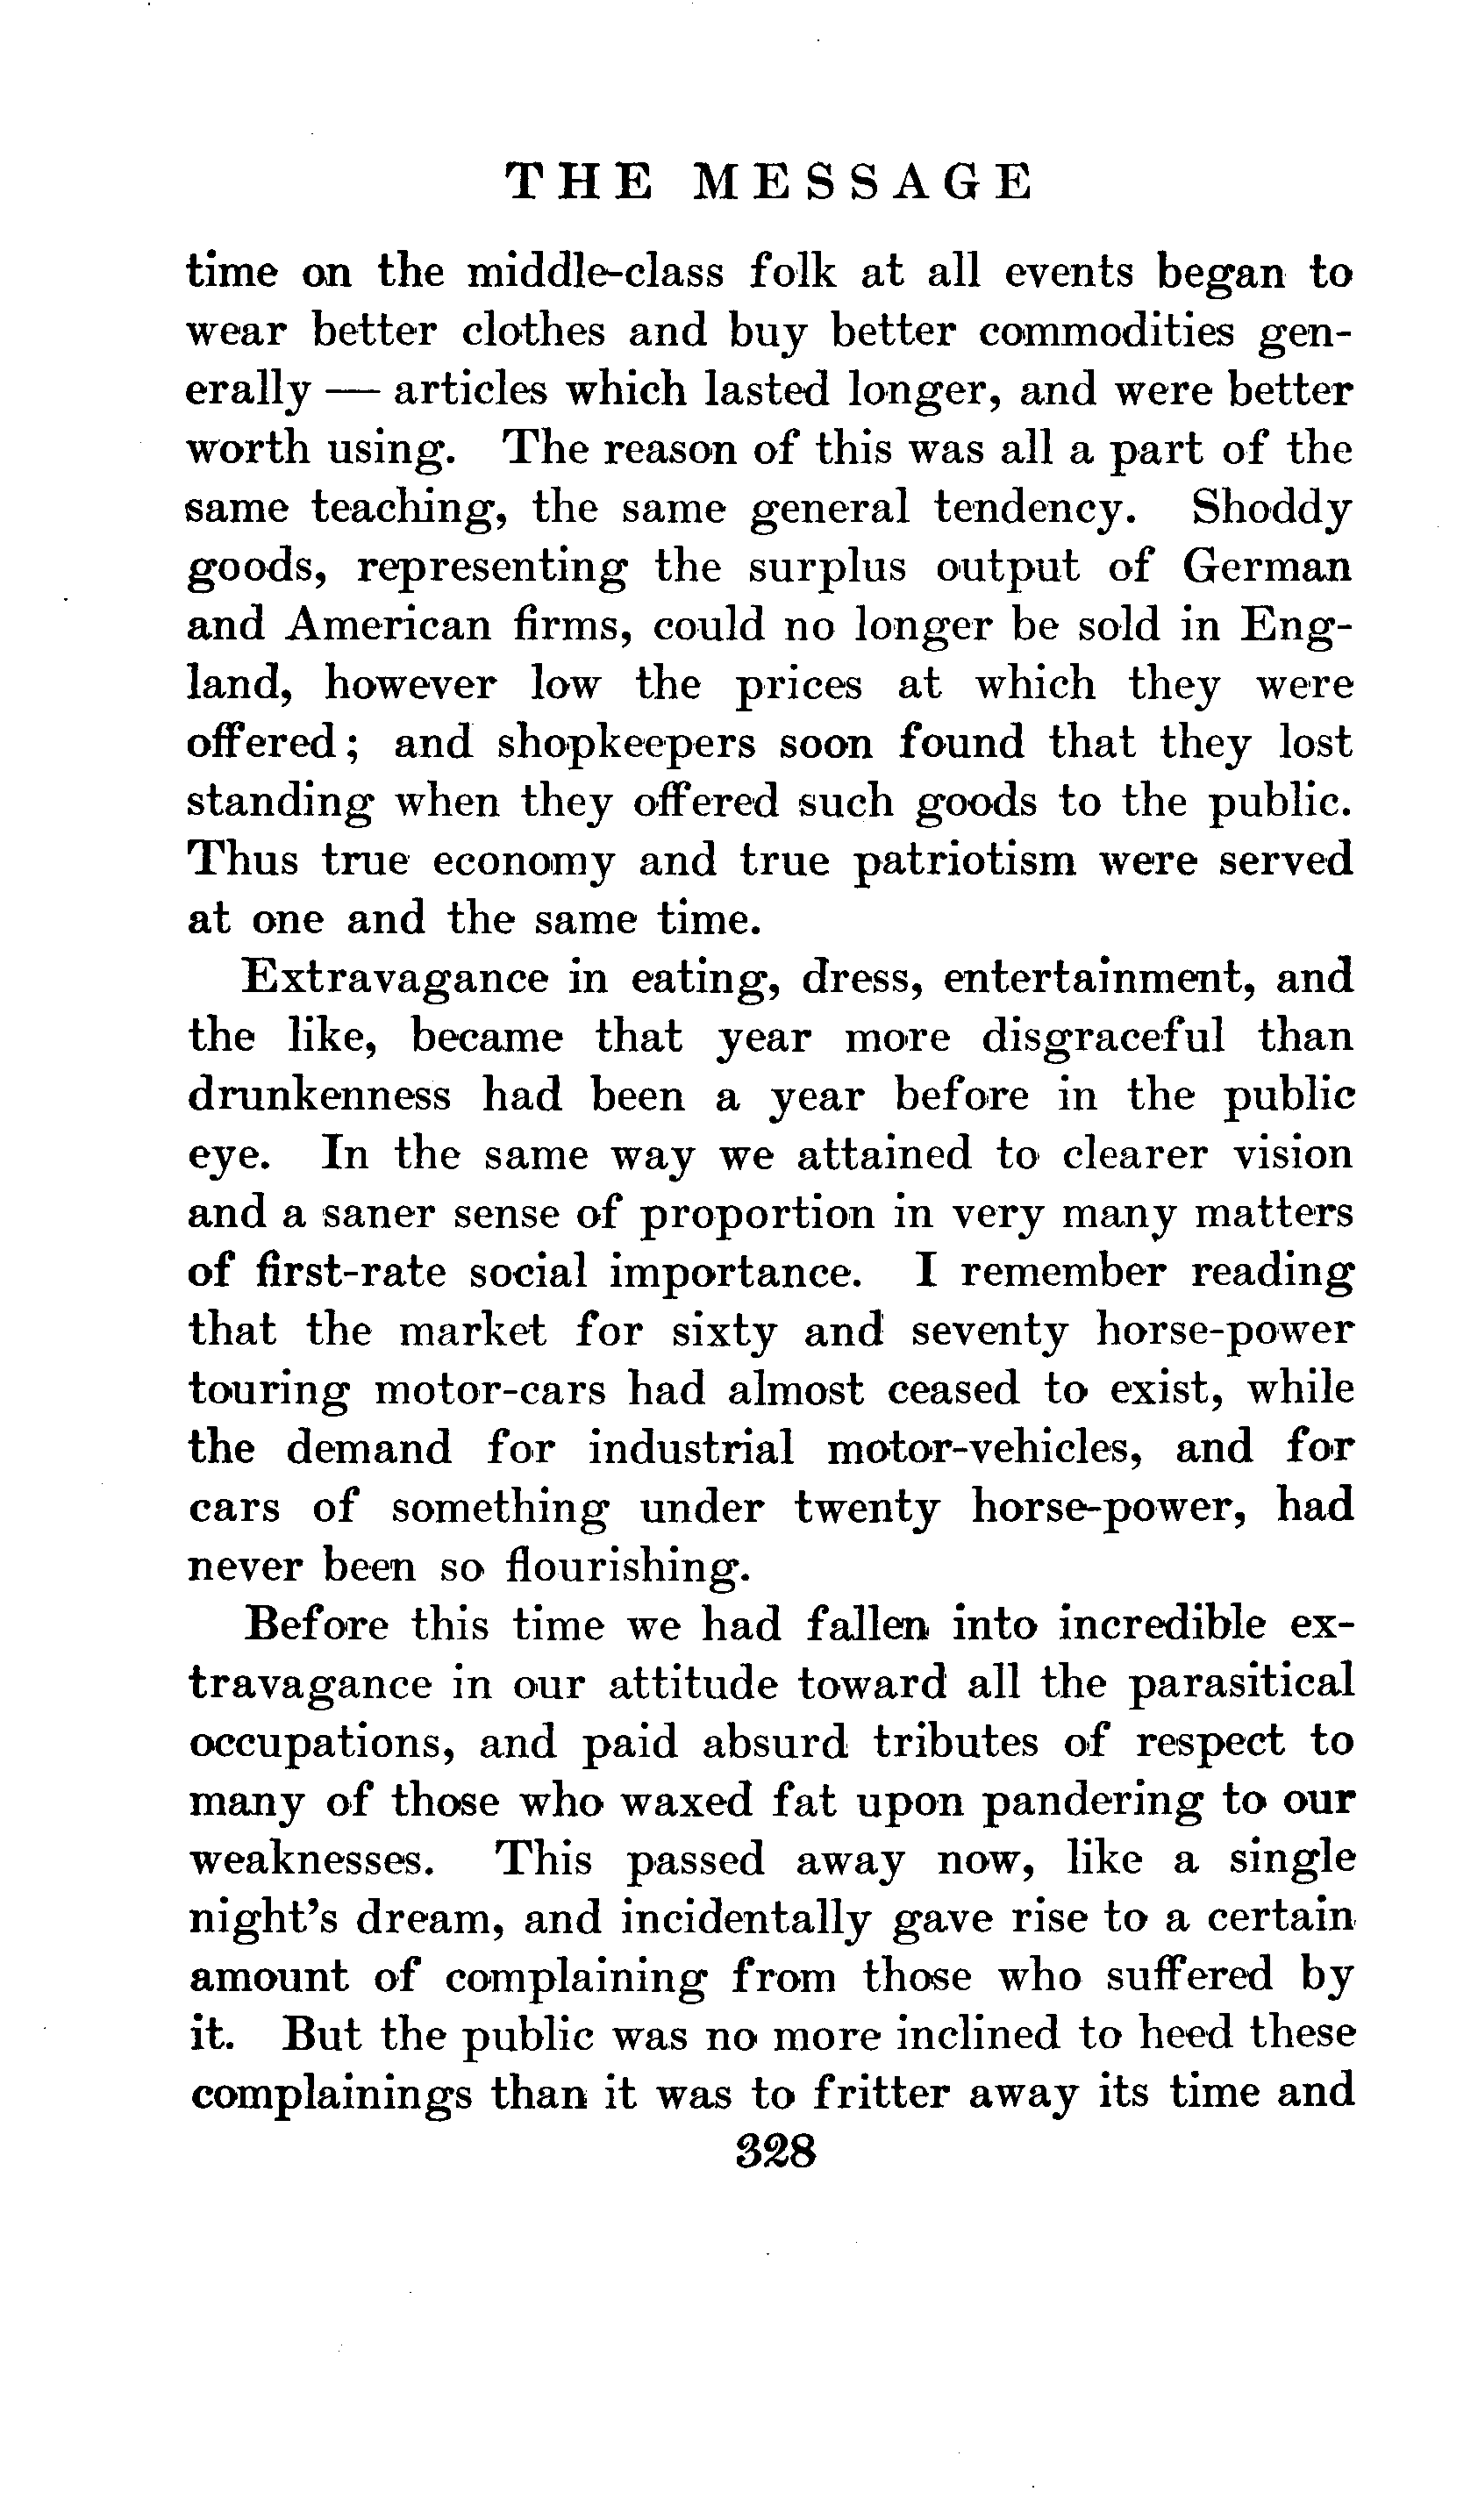 THE MESSAGE
time on the middle-class folk at all events began to
wear better clothes and buy better commodities gen-
erally — articles which lasted longer, and were better
worth using. The reason of this was all a part of the
same teaching, the same general tendency. Shoddy
goods, representing the surplus output of German
and American firms, could no longer be sold in Eng-
land, however low the prices at which they were
offered; and shopkeepers soon found that they lost
standing when they offered such goods to the public.
Thus true economy and true patriotism were served
at one and the same time.
Extravagance in eating, dress, entertainment, and
the like, became that year more disgraceful than
drunkenness had been a year before in the public
eye. In the same way we attained to clearer vision
and a saner sense of proportion in very many matters
of first-rate social importance. I remember reading
that the market for sixty and seventy horse-power
touring motor-cars had almost ceased to exist, while
the demand for industrial motor-vehicles, and for
cars of something under twenty horse-power, had
never been so flourishing.
Before this time we had fallen into incredible ex-
travagance in our attitude toward all the parasitical
occupations, and paid absurd tributes of respect to
many of those who waxed fat upon pandering to our
weaknesses. This passed away now, like a single
night's dream, and incidentally gave rise to a certain
amount of complaining from those who suffered by
it. But the public was no more inclined to heed these
complainings than it was to fritter away its time and
328